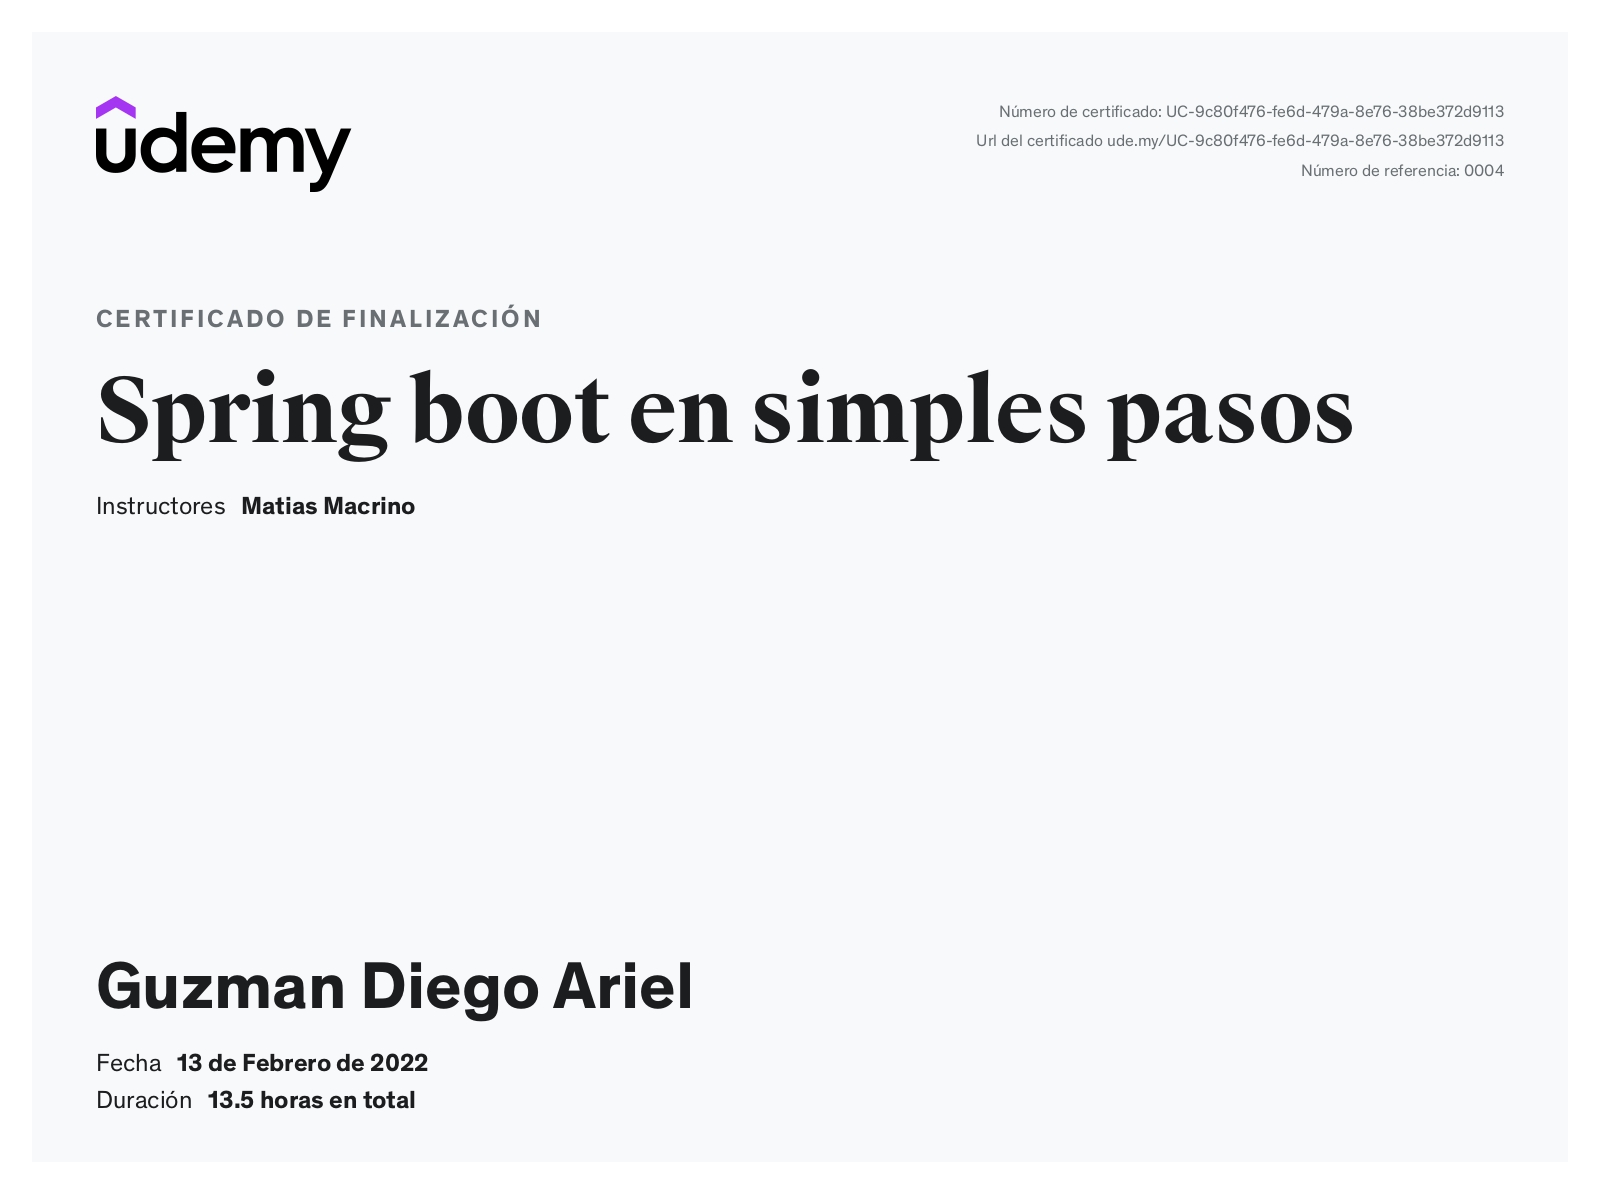 udemy
Número de certificado: UC-9c80f476-fe6d-479a-8e76-38be372d9113
Url del certificado ude.my/UC-9c80f476-fe6d-479a-8e76-38be372d9113
Número de referencia: 0004
CERTIFICADO DE FINALIZACIÓN
Spring boot en simples pasos
Instructores Matias Macrino
Guzman Diego Ariel
Fecha 13 de Febrero de 2022
Duración 13.5 horas en total